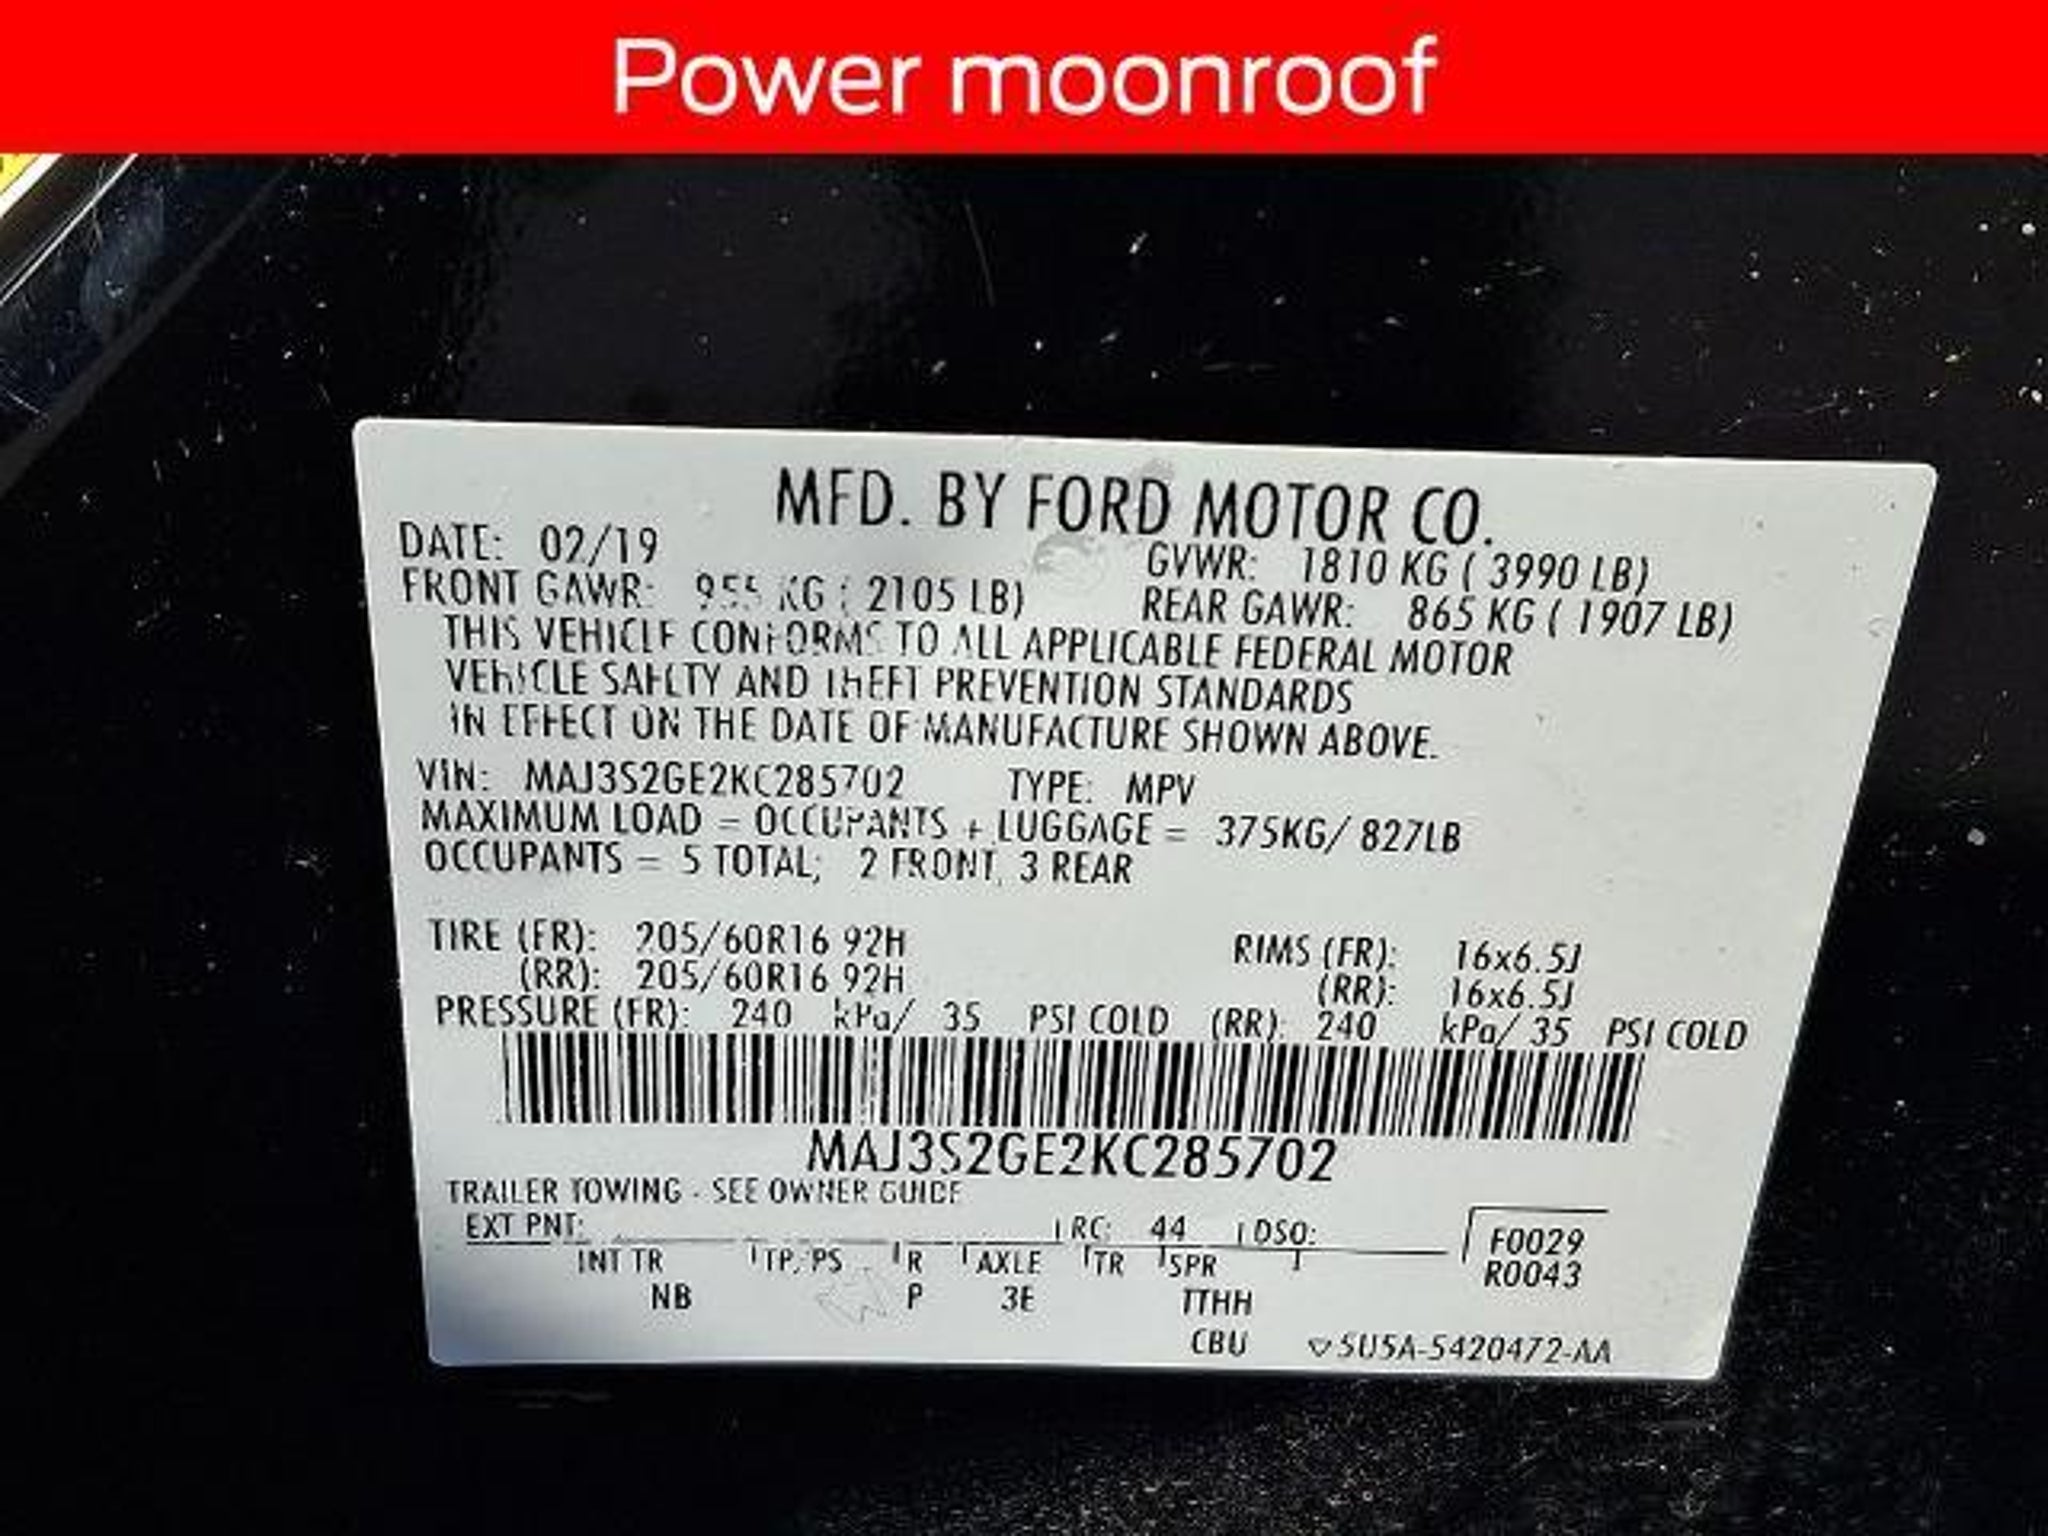 Power moonroof
MFD. BY FORD MOTOR CO.
DATE: 02/19 GVWR: 1810 KG ( 3990 LB)
FRONT GAWR: 955 KG ( 2105 LB) REAR GAWR: 865 KG ( 1907 LB)
THIS VEHICLE CONFORMS TO ALL APPLICABLE FEDERAL MOTOR
VEHICLE SAFETY AND THEFT PREVENTION STANDARDS
IN EFFECT ON THE DATE OF MANUFACTURE SHOWN ABOVE.
VIN: MAJ3S2GE2KC285702 TYPE: MPV
MAXIMUM LOAD = OCCUPANTS + LUGGAGE = 375KG/ 827LB
OCCUPANTS = 5 TOTAL; 2 FRONT, 3 REAR
TIRE (FR): 205/60R16 92H RIMS (FR): 16x6.5J
(RR): 205/60R16 92H (RR): 16x6.5J
PRESSURE (FR): 240 kPa/ 35 PSI COLD (RR): 240 kPa/ 35 PSI COLD
MAJ3S2GE2KC285702
TRAILER TOWING - SEE OWNER GUIDE
EXT PNT: RC: 44 DSO: F0029
INT TR TP/PS R AXLE TR SPR R0043
NB P 3E TTHH
CBU 5U5A-5420472-AA